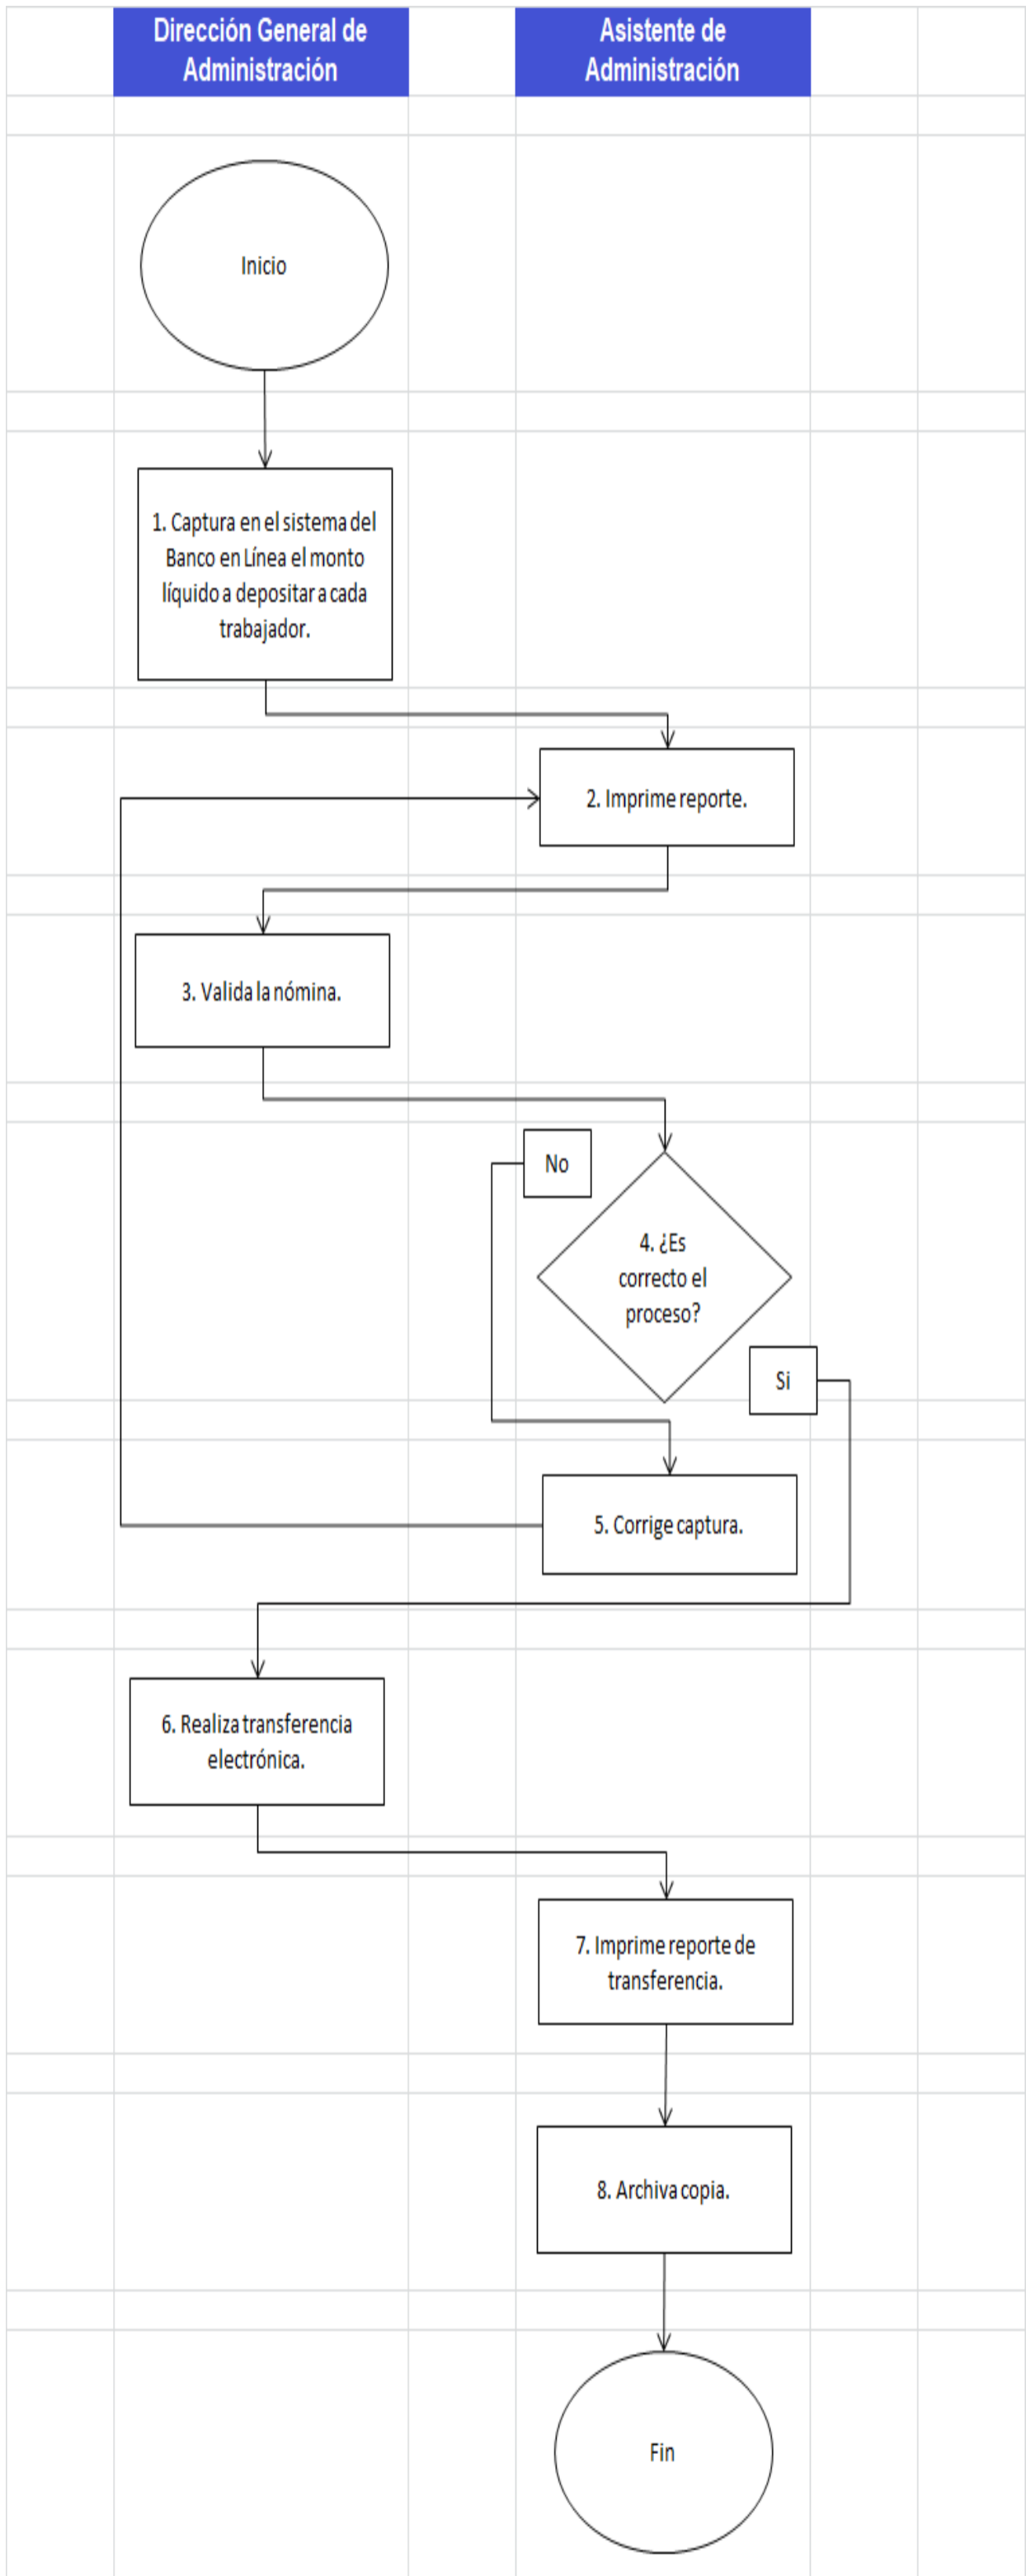 Dirección General de
Administración
Asistente de
Administración
Inicio
1. Captura en el sistema del
Banco en Línea el monto
líquido a depositar a cada
trabajador.
2. Imprime reporte.
3. Valida la nómina.
No
4. ¿Es
correcto el
proceso?
Si
5. Corrige captura.
6. Realiza transferencia
electrónica.
7. Imprime reporte de
transferencia.
8. Archiva copia.
Fin